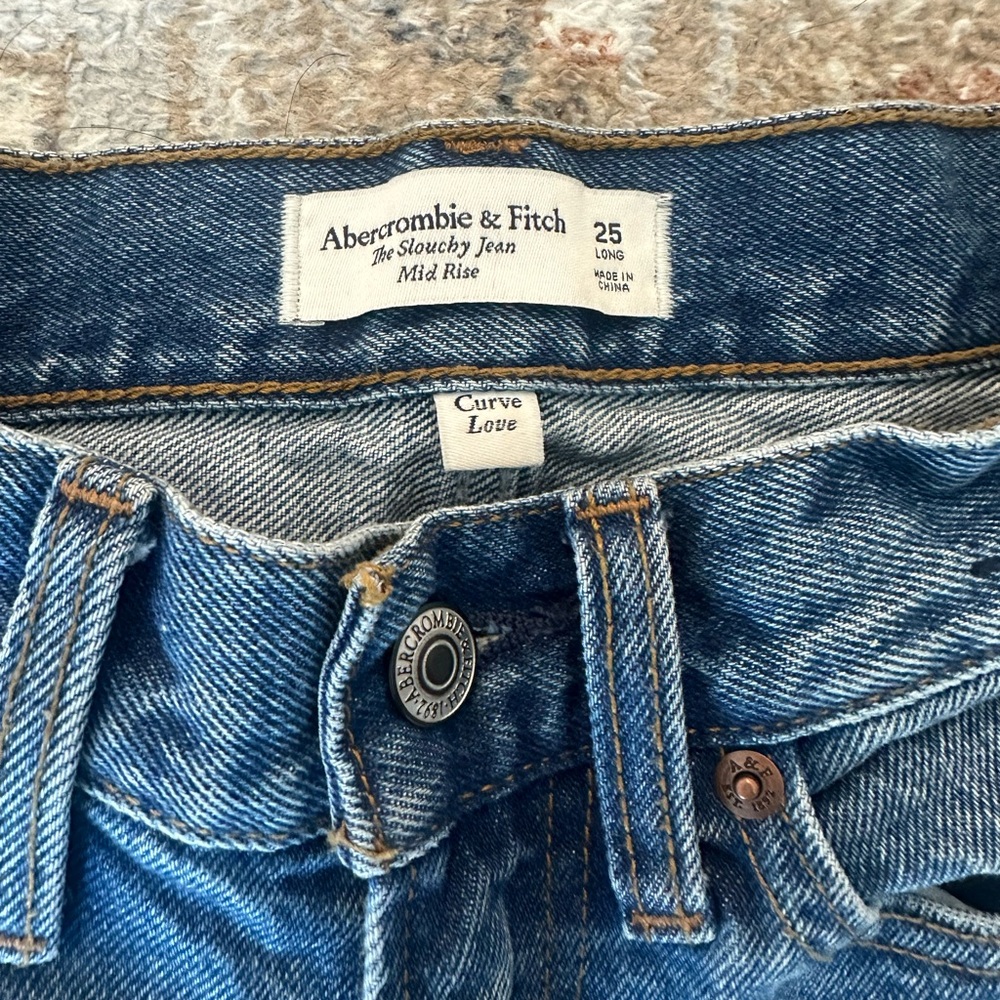 Abercrombie & Fitch
The Slouchy Jean
Mid Rise
25
LONG
MADE IN
CHINA
Curve
Love
ABERCROMBIE & FITCH · 1892 ·
A & F
EST. 1892